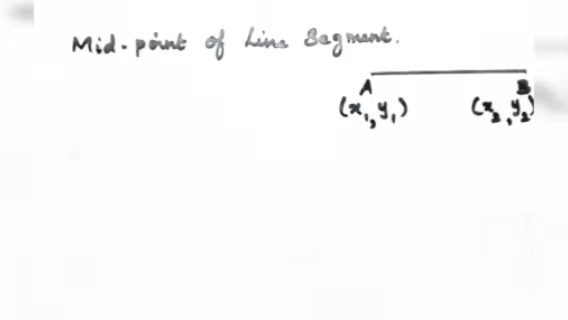 Mid-point of Line Segment.
A B
(x₁, y₁) (x₂, y₂)